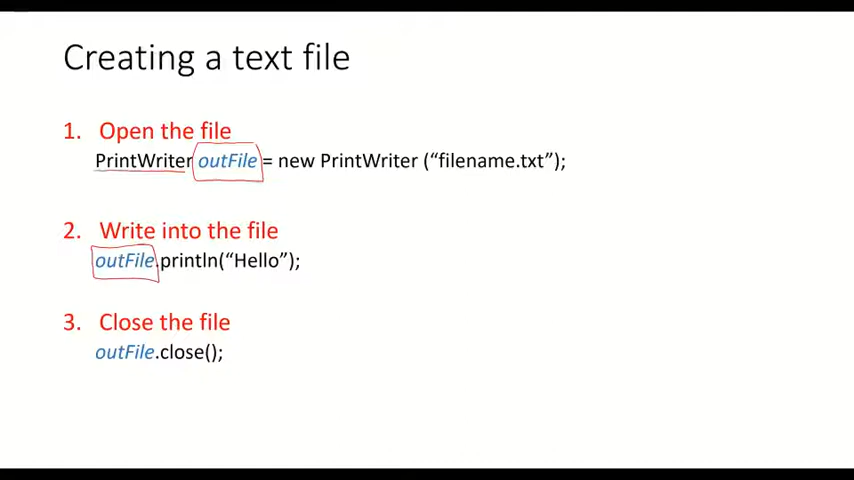 Creating a text file
1. Open the file
PrintWriter outFile = new PrintWriter (“filename.txt”);
2. Write into the file
outFile.println(“Hello”);
3. Close the file
outFile.close();